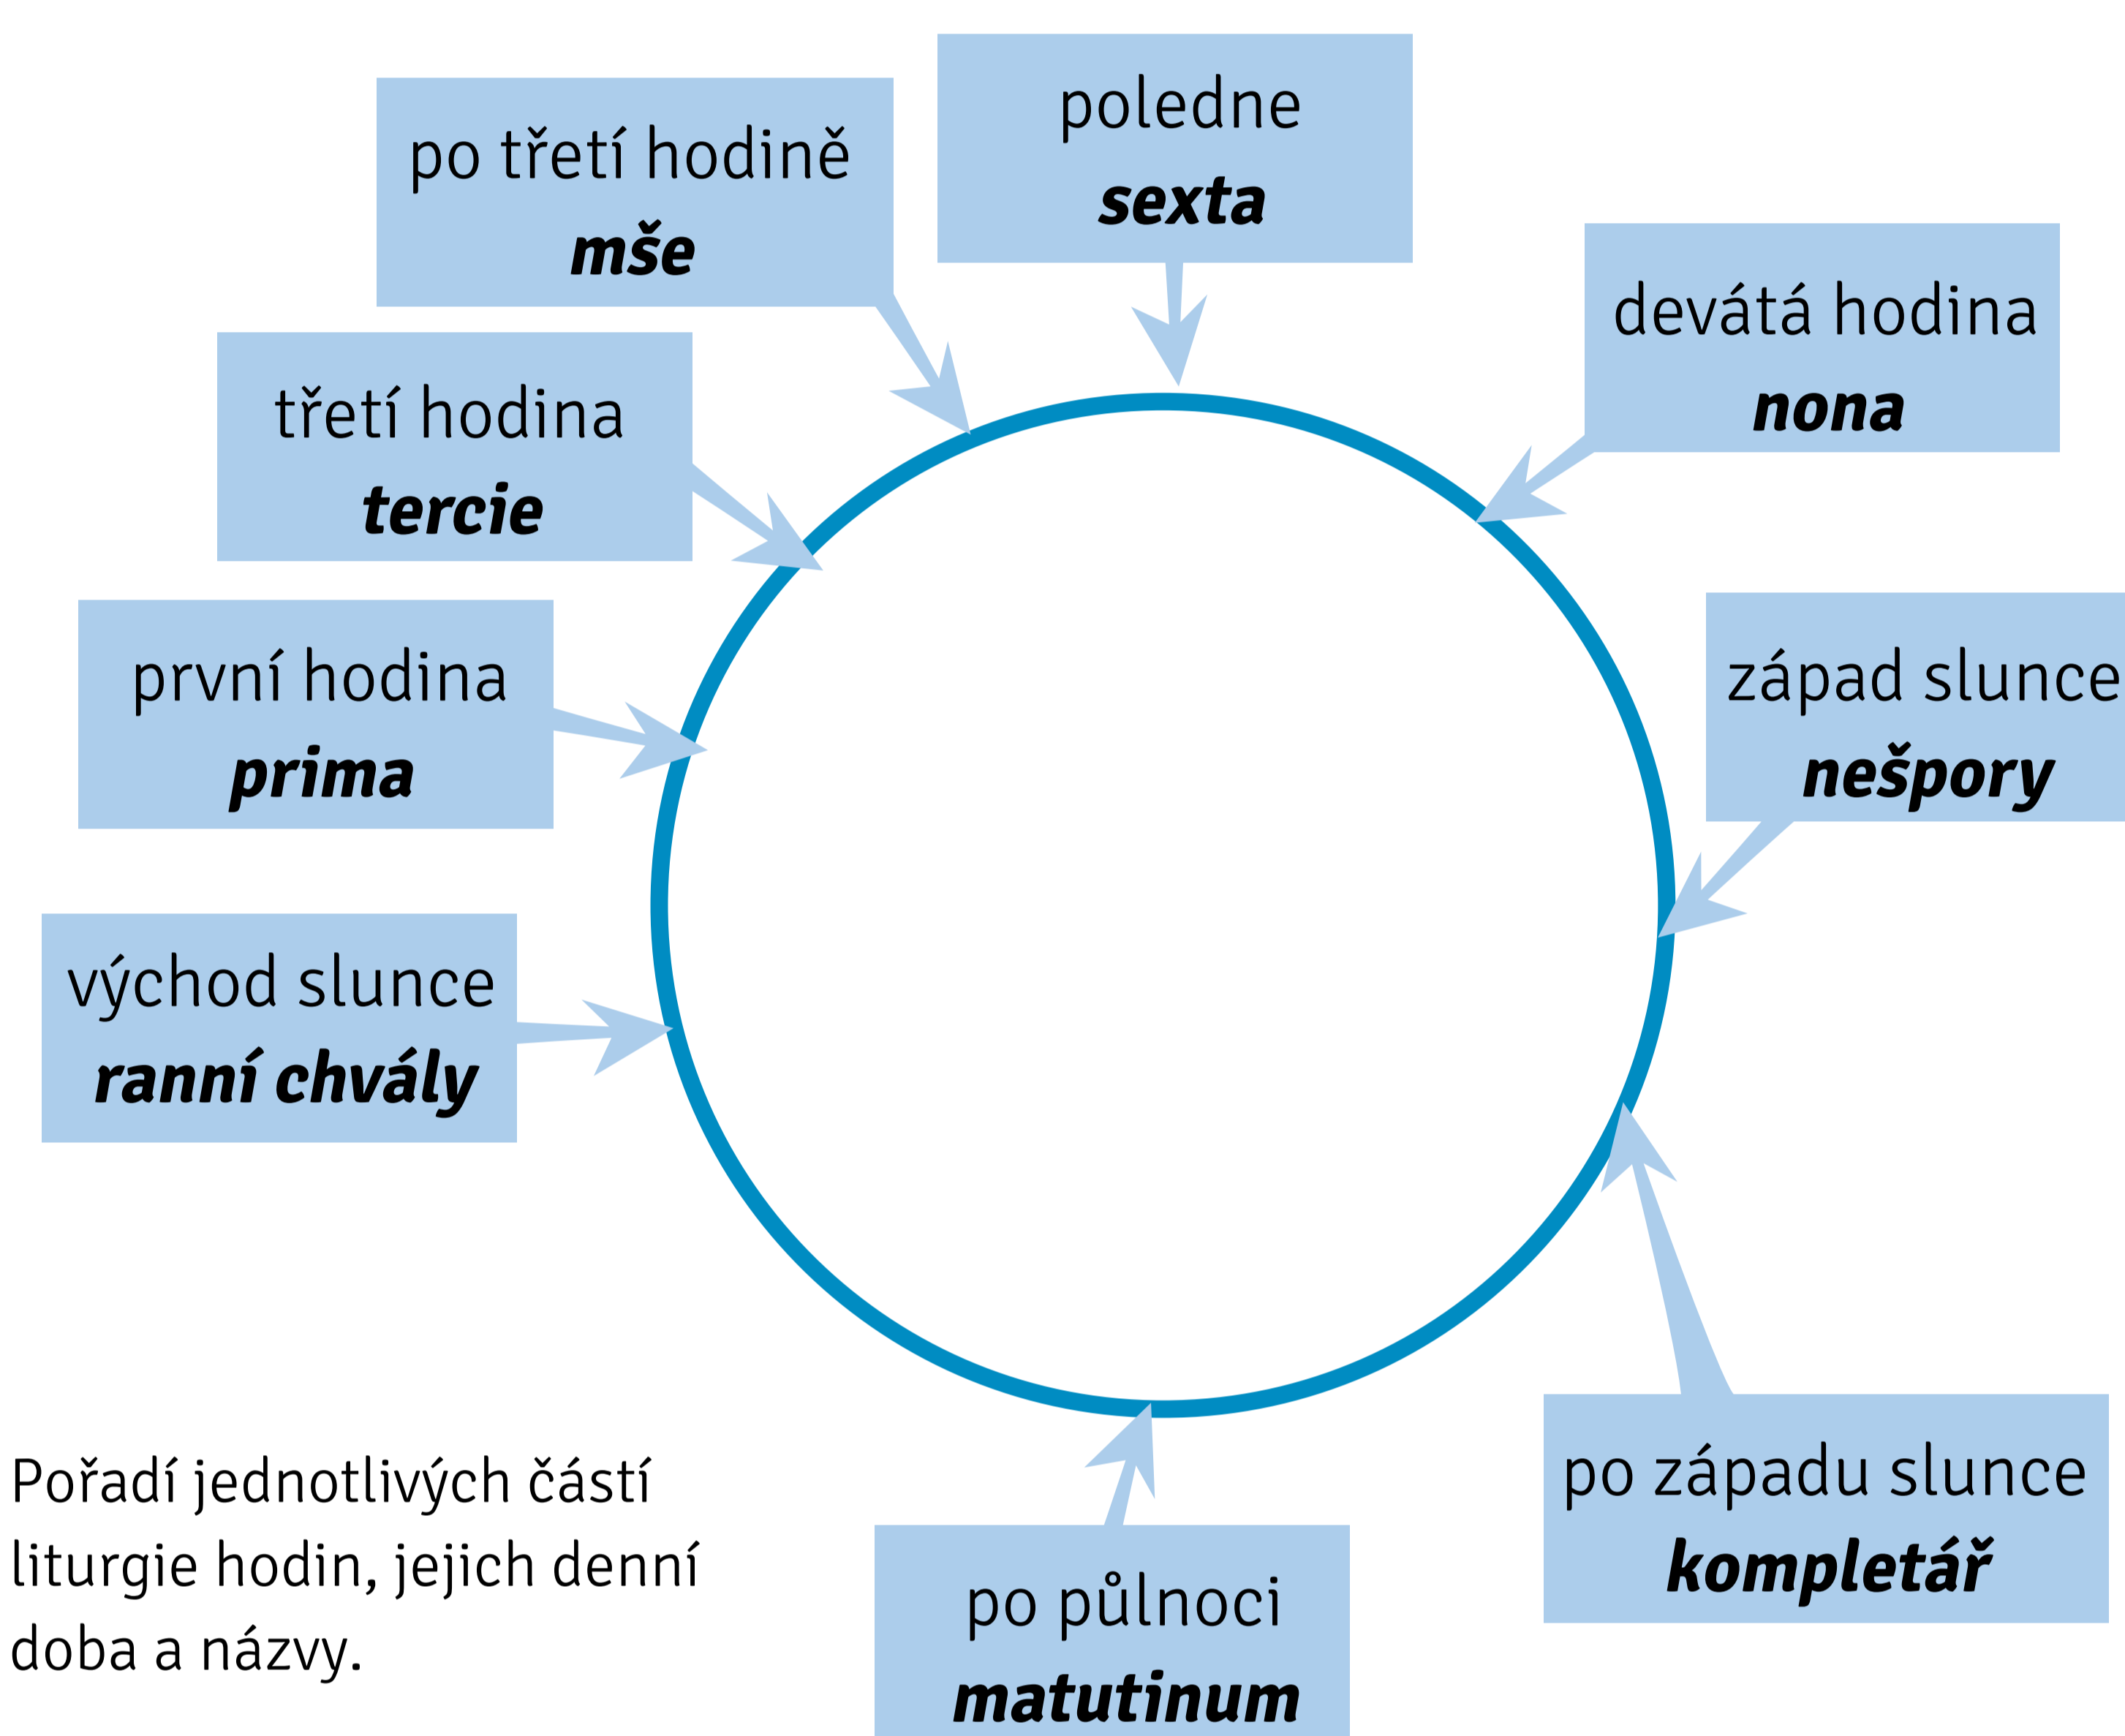 poledne
sexta
po třetí hodině
mše
devátá hodina
nona
třetí hodina
tercie
západ slunce
nešpory
první hodina
prima
východ slunce
ranní chvály
po západu slunce
kompletář
Pořadí jednotlivých částí
liturgie hodin, jejich denní
doba a názvy.
po půlnoci
matutinum